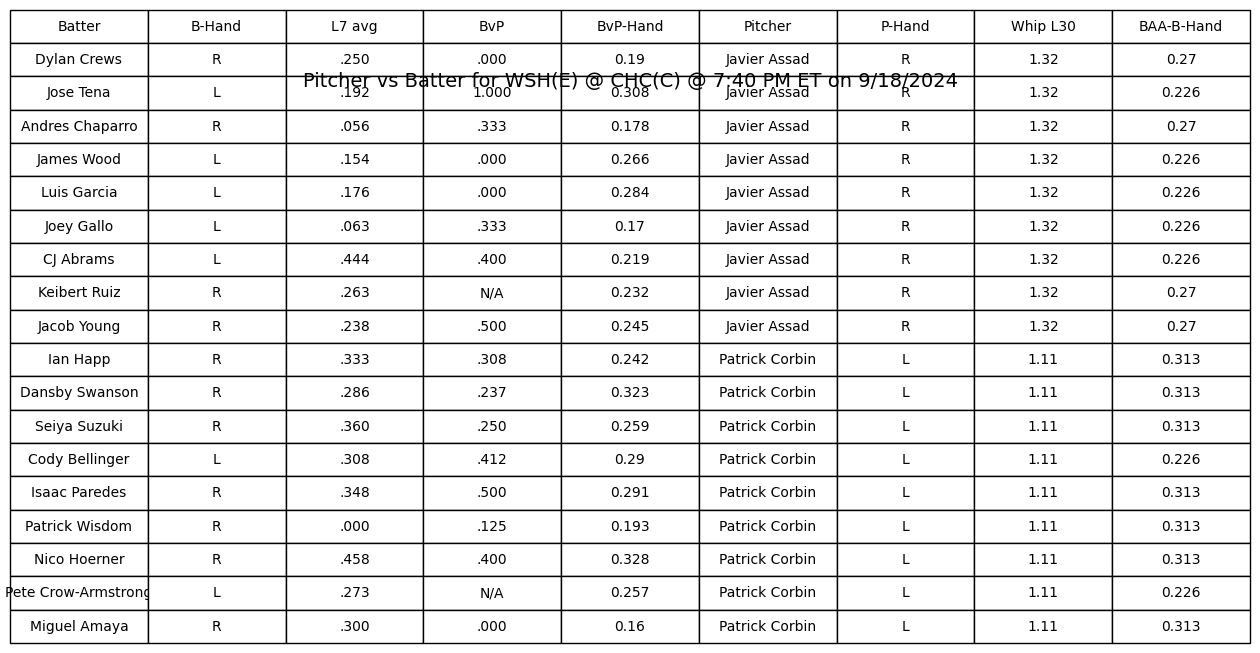 Batter B-Hand L7 avg BvP BvP-Hand Pitcher P-Hand Whip L30 BAA-B-Hand
Dylan Crews R .250 .000 0.19 Javier Assad R 1.32 0.27
Pitcher vs Batter for WSH(E) @ CHC(C) @ 7:40 PM ET on 9/18/2024
Jose Tena L .192 1.000 0.308 Javier Assad R 1.32 0.226
Andres Chaparro R .056 .333 0.178 Javier Assad R 1.32 0.27
James Wood L .154 .000 0.266 Javier Assad R 1.32 0.226
Luis Garcia L .176 .000 0.284 Javier Assad R 1.32 0.226
Joey Gallo L .063 .333 0.17 Javier Assad R 1.32 0.226
CJ Abrams L .444 .400 0.219 Javier Assad R 1.32 0.226
Keibert Ruiz R .263 N/A 0.232 Javier Assad R 1.32 0.27
Jacob Young R .238 .500 0.245 Javier Assad R 1.32 0.27
Ian Happ R .333 .308 0.242 Patrick Corbin L 1.11 0.313
Dansby Swanson R .286 .237 0.323 Patrick Corbin L 1.11 0.313
Seiya Suzuki R .360 .250 0.259 Patrick Corbin L 1.11 0.313
Cody Bellinger L .308 .412 0.29 Patrick Corbin L 1.11 0.226
Isaac Paredes R .348 .500 0.291 Patrick Corbin L 1.11 0.313
Patrick Wisdom R .000 .125 0.193 Patrick Corbin L 1.11 0.313
Nico Hoerner R .458 .400 0.328 Patrick Corbin L 1.11 0.313
Pete Crow-Armstrong L .273 N/A 0.257 Patrick Corbin L 1.11 0.226
Miguel Amaya R .300 .000 0.16 Patrick Corbin L 1.11 0.313